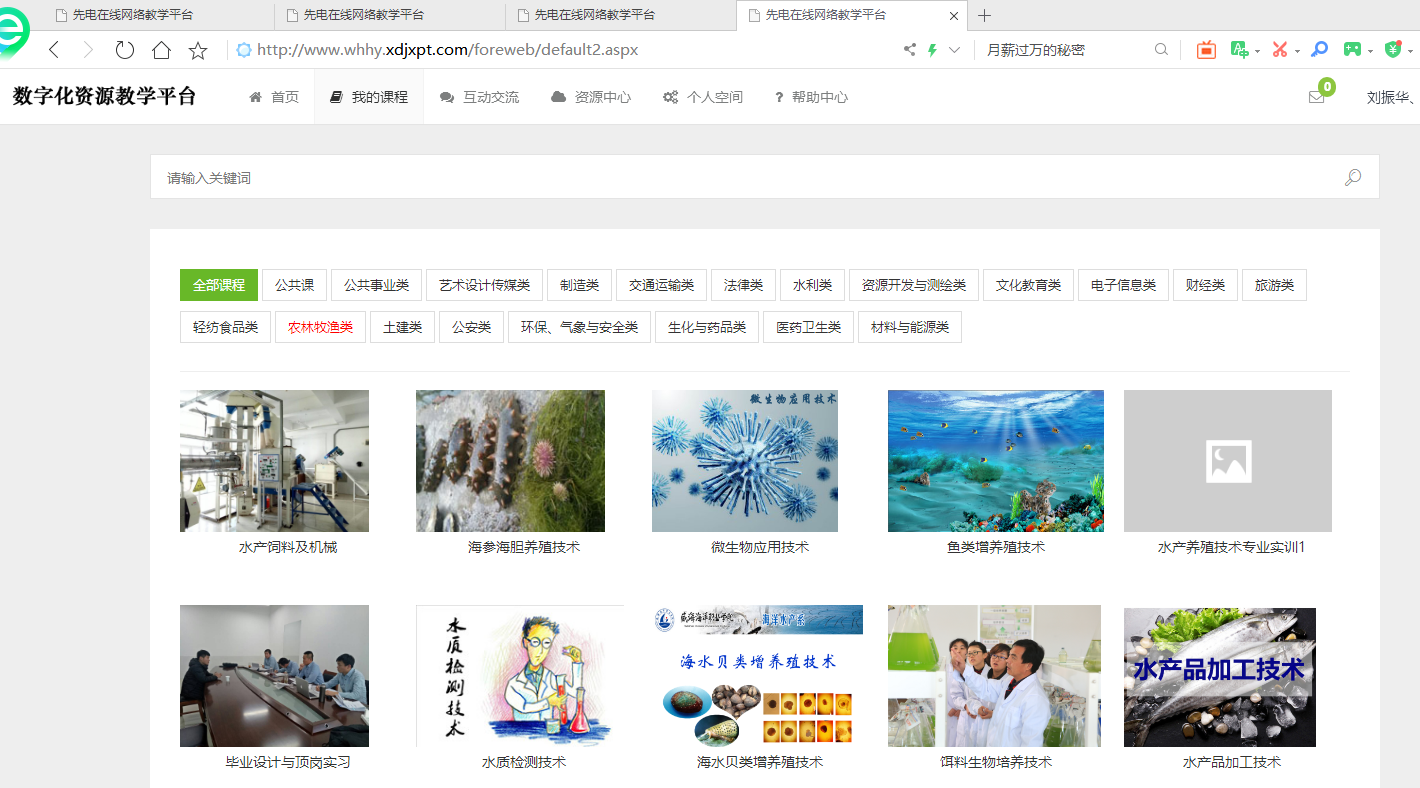 先电在线网络教学平台 先电在线网络教学平台 先电在线网络教学平台 先电在线网络教学平台
http://www.whhy.xdjxpt.com/foreweb/default2.aspx 月薪过万的秘密
数字化资源教学平台 首页 我的课程 互动交流 资源中心 个人空间 ? 帮助中心 0 刘振华、
请输入关键词
全部课程 公共课 公共事业类 艺术设计传媒类 制造类 交通运输类 法律类 水利类 资源开发与测绘类 文化教育类 电子信息类 财经类 旅游类
轻纺食品类 农林牧渔类 土建类 公安类 环保、气象与安全类 生化与药品类 医药卫生类 材料与能源类
微生物应用技术
水产饲料及机械 海参海胆养殖技术 微生物应用技术 鱼类增养殖技术 水产养殖技术专业实训1
水质检测技术
威海海洋职业学院 海洋水产系
海水贝类增养殖技术
水产品加工技术
毕业设计与顶岗实习 水质检测技术 海水贝类增养殖技术 饵料生物培养技术 水产品加工技术